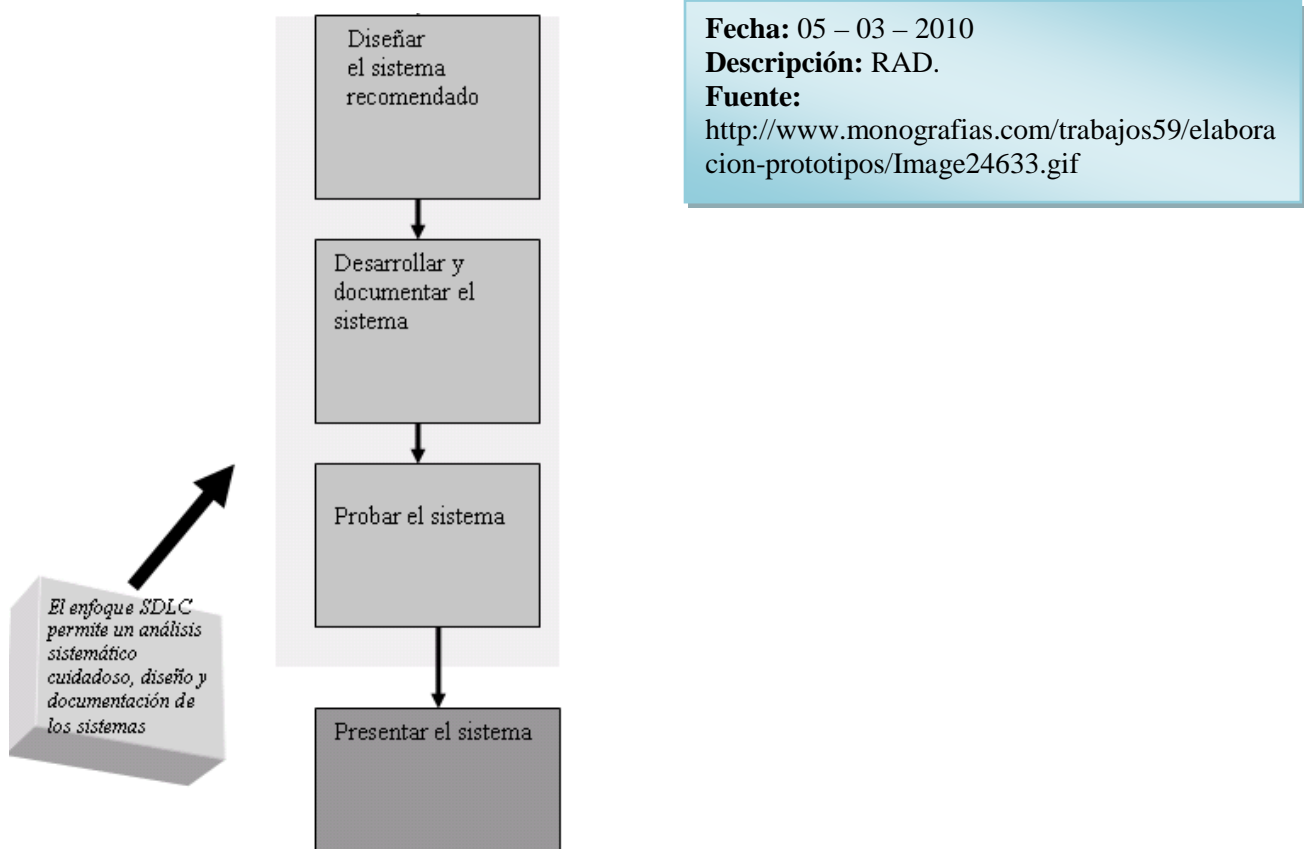 Diseñar
el sistema
recomendado
Desarrollar y
documentar el
sistema
Probar el sistema
El enfoque SDLC
permite un análisis
sistemático
cuidadoso, diseño y
documentación de
los sistemas
Presentar el sistema
Fecha: 05 – 03 – 2010
Descripción: RAD.
Fuente:
http://www.monografias.com/trabajos59/elabora
cion-prototipos/Image24633.gif